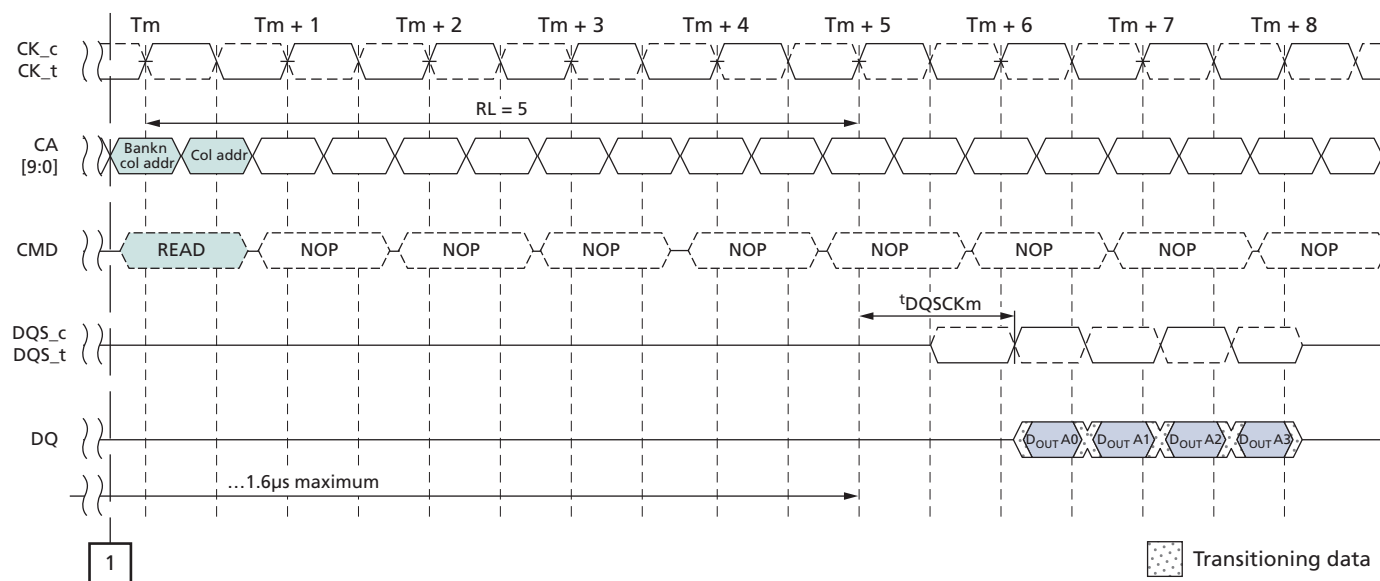 Tm Tm + 1 Tm + 2 Tm + 3 Tm + 4 Tm + 5 Tm + 6 Tm + 7 Tm + 8
CK_c
CK_t
RL = 5
CA
[9:0]
Bankn
col addr
Col addr
CMD READ NOP NOP NOP NOP NOP NOP NOP NOP
tDQSCKm
DQS_c
DQS_t
DQ DOUT A0 DOUT A1 DOUT A2 DOUT A3
…1.6µs maximum
1
Transitioning data